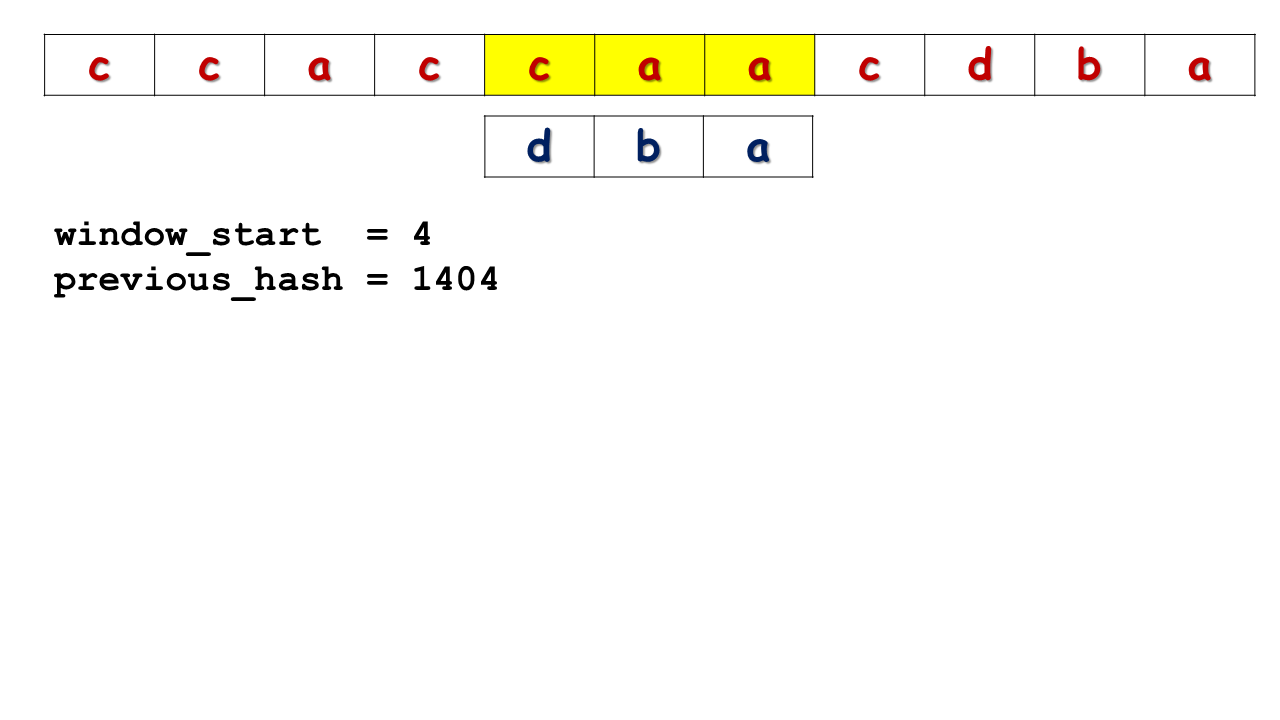 c c a c c a a c d b a
d b a
window_start = 4
previous_hash = 1404